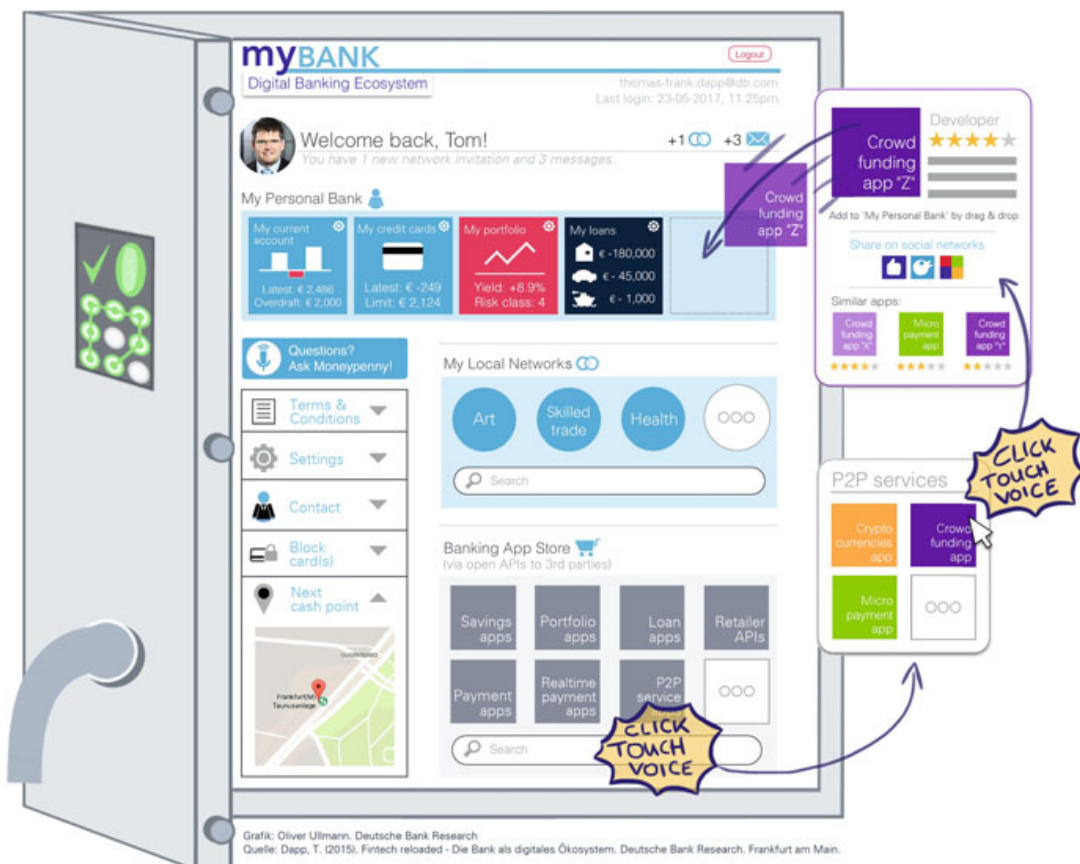 myBANK
Logout
Digital Banking Ecosystem
thomas-frank.dapp@db.com
Last login: 23-05-2017, 11.25pm
Welcome back, Tom!
+1
+3
You have 1 new network invitation and 3 messages.
My Personal Bank
My current
account
Latest: € 2,486
Overdraft: € 2,000
My credit cards
Latest: € -249
Limit: € 2,124
My portfolio
Yield: +8.9%
Risk class: 4
My loans
€ -180,000
€ - 45,000
€ - 1,000
Crowd
funding
app "Z"
Crowd
funding
app "Z"
Developer
Add to 'My Personal Bank' by drag & drop
Share on social networks
Similar apps:
Crowd
funding
app "X"
Micro
payment
app
Crowd
funding
app "Y"
Questions?
Ask Moneypenny!
Terms &
Conditions
Settings
Contact
Block
card(s)
Next
cash point
Frankfurt(M)
Taunusanlage
My Local Networks
Art
Skilled
trade
Health
Search
CLICK
TOUCH
VOICE
P2P services
Crypto
currencies
app
Crowd
funding
app
Micro
payment
app
Banking App Store
(via open APIs to 3rd parties)
Savings
apps
Portfolio
apps
Loan
apps
Retailer
APIs
Payment
apps
Realtime
payment
apps
P2P
service
apps
Search
CLICK
TOUCH
VOICE
Grafik: Oliver Ullmann. Deutsche Bank Research
Quelle: Dapp, T. (2015). Fintech reloaded - Die Bank als digitales Ökosystem. Deutsche Bank Research. Frankfurt am Main.